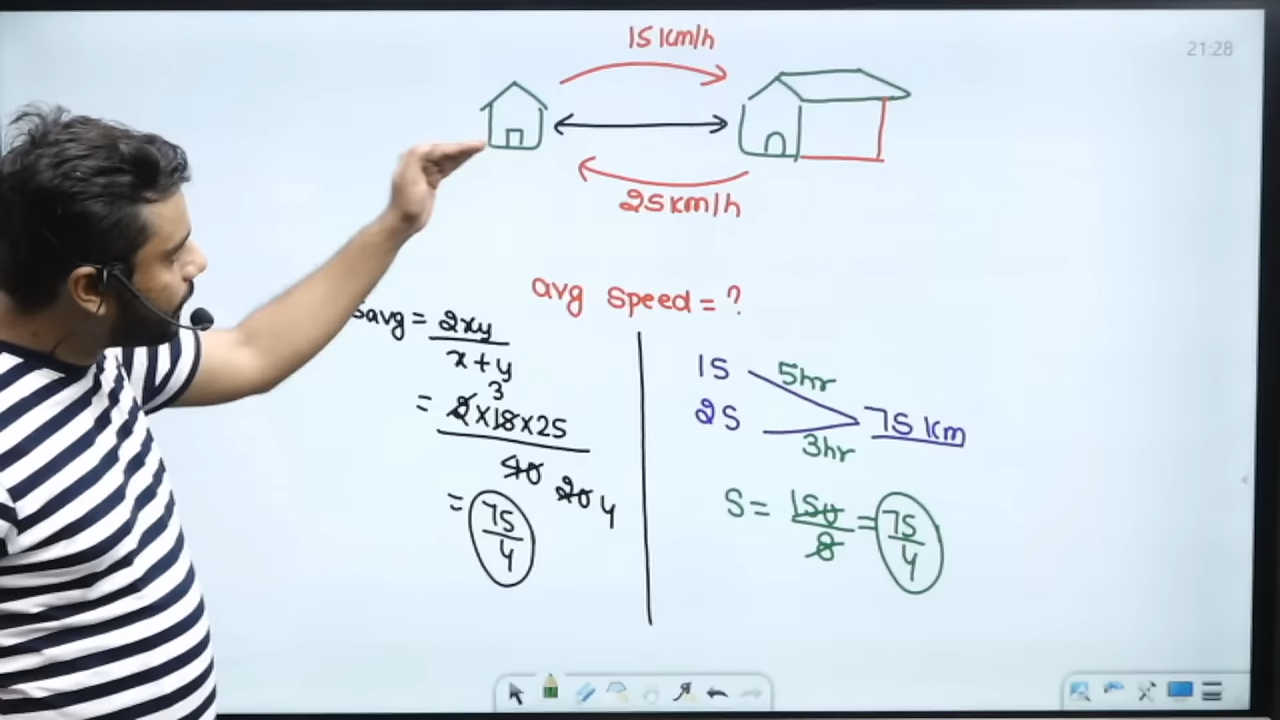 15 km/h
21:28
25 km/h
avg speed = ?
Savg = 2xy
x + y
= 2 x 15 x 25
3
40 20 4
= 75
4
15 5hr
25 3hr
75 km
S = 150 = 75
8 4